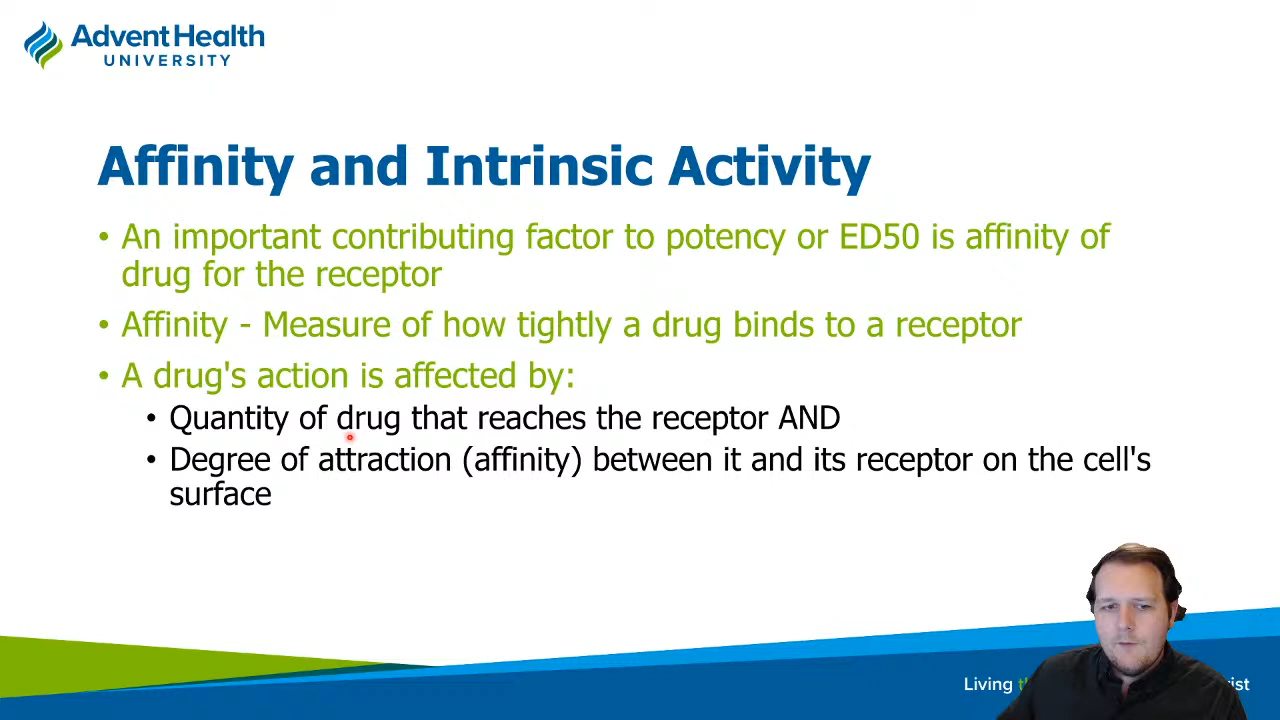 AdventHealth
UNIVERSITY
Affinity and Intrinsic Activity
• An important contributing factor to potency or ED50 is affinity of
drug for the receptor
• Affinity - Measure of how tightly a drug binds to a receptor
• A drug's action is affected by:
• Quantity of drug that reaches the receptor AND
• Degree of attraction (affinity) between it and its receptor on the cell's
surface
Living